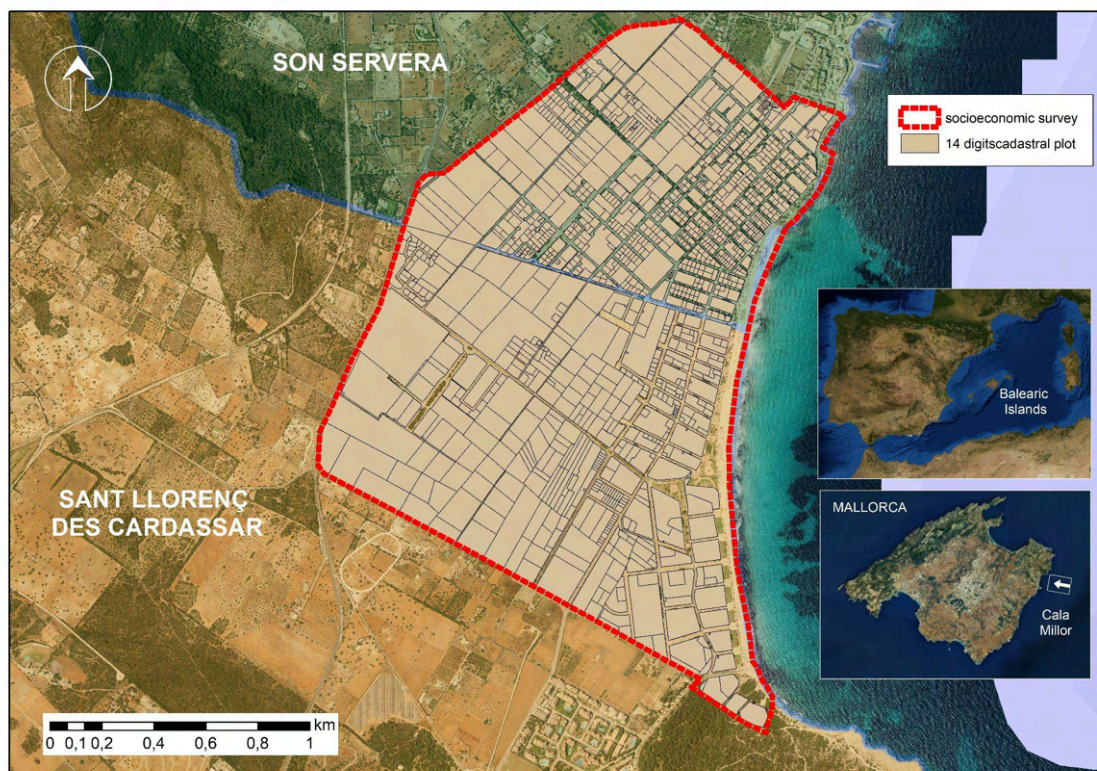 SON SERVERA
socioeconomic survey
14 digitscadastral plot
Balearic
Islands
SANT LLORENÇ
DES CARDASSAR
MALLORCA
Cala
Millor
km
0 0,1 0,2 0,4 0,6 0,8 1